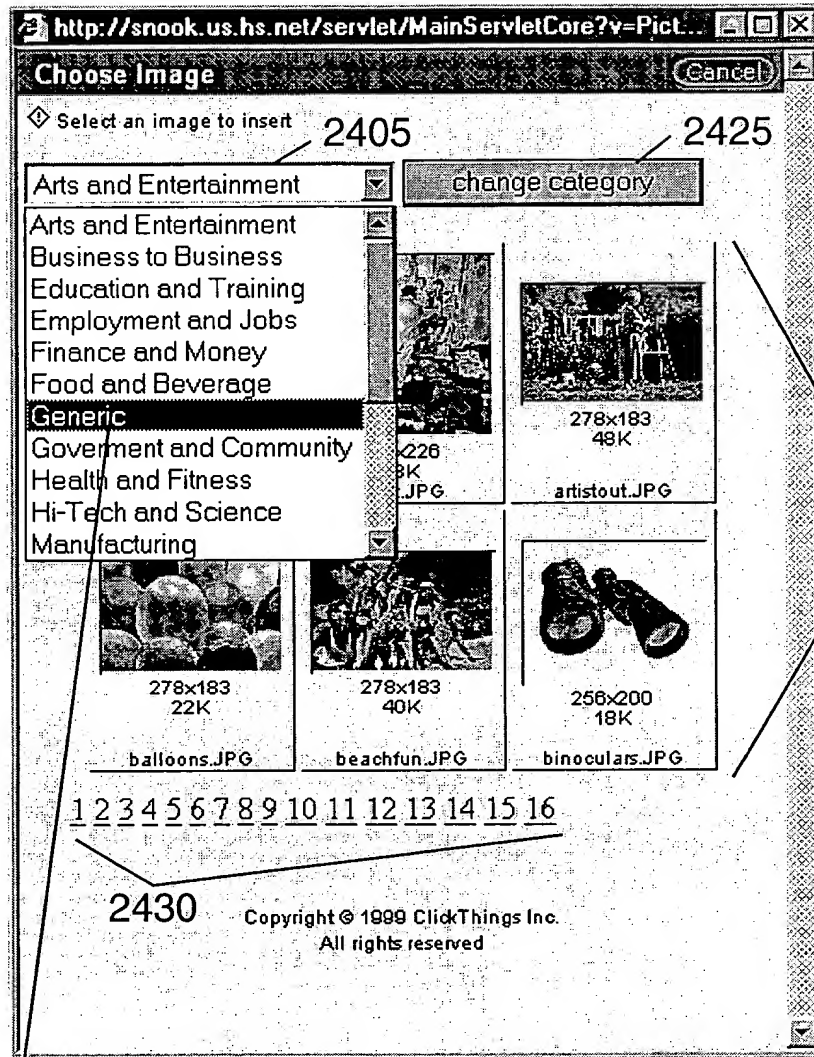 http://snook.us.hs.net/servlet/MainServletCore?v=Pict...
Choose Image
Cancel
Select an image to insert
2405
2425
Arts and Entertainment
change category
Arts and Entertainment
Business to Business
Education and Training
Employment and Jobs
Finance and Money
Food and Beverage
Generic
Goverment and Community
Health and Fitness
Hi-Tech and Science
Manufacturing
x226
.JPG
278x183
48K
artistout.JPG
278x183
22K
balloons.JPG
278x183
40K
beachfun.JPG
256x200
18K
binoculars.JPG
1 2 3 4 5 6 7 8 9 10 11 12 13 14 15 16
2430
Copyright © 1999 ClickThings Inc.
All rights reserved